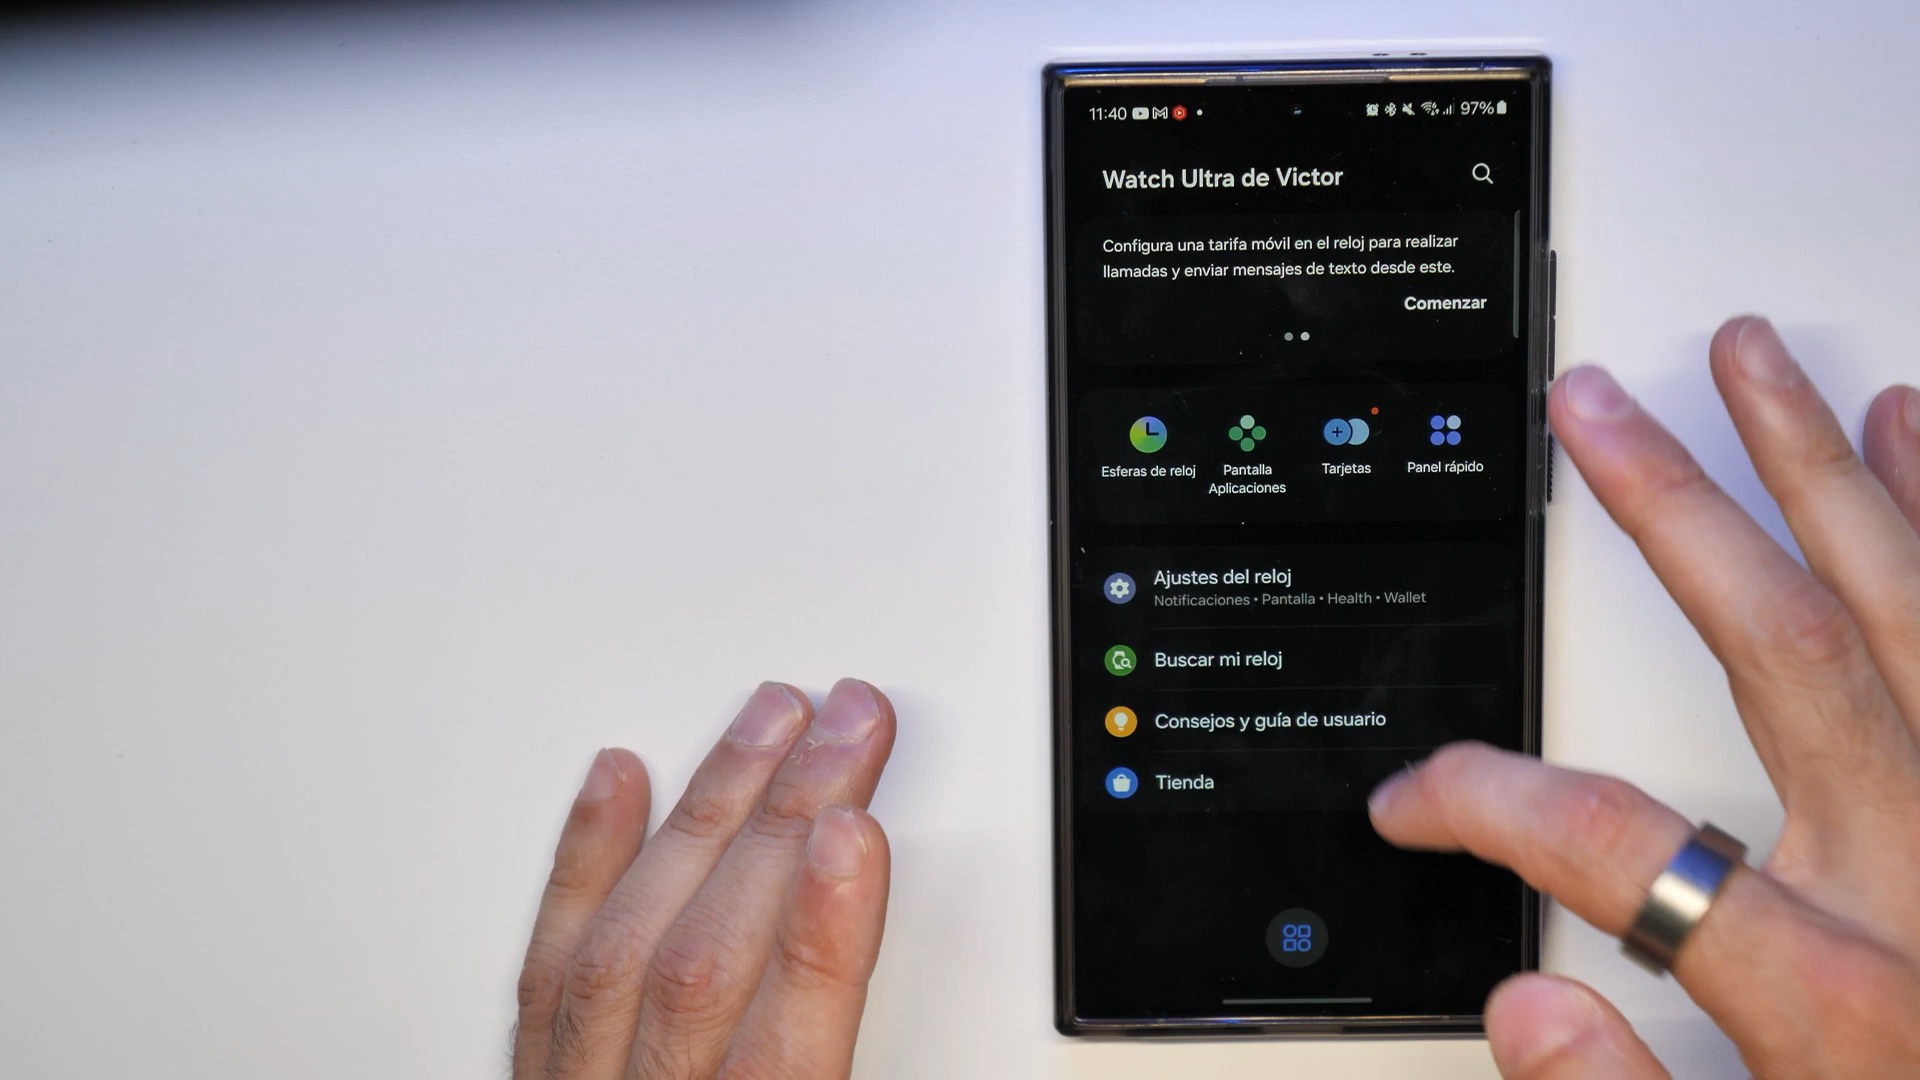 11:40
97%
Watch Ultra de Victor
Configura una tarifa móvil en el reloj para realizar
llamadas y enviar mensajes de texto desde este.
Comenzar
Esferas de reloj
Pantalla
Aplicaciones
Tarjetas
Panel rápido
Ajustes del reloj
Notificaciones • Pantalla • Health • Wallet
Buscar mi reloj
Consejos y guía de usuario
Tienda